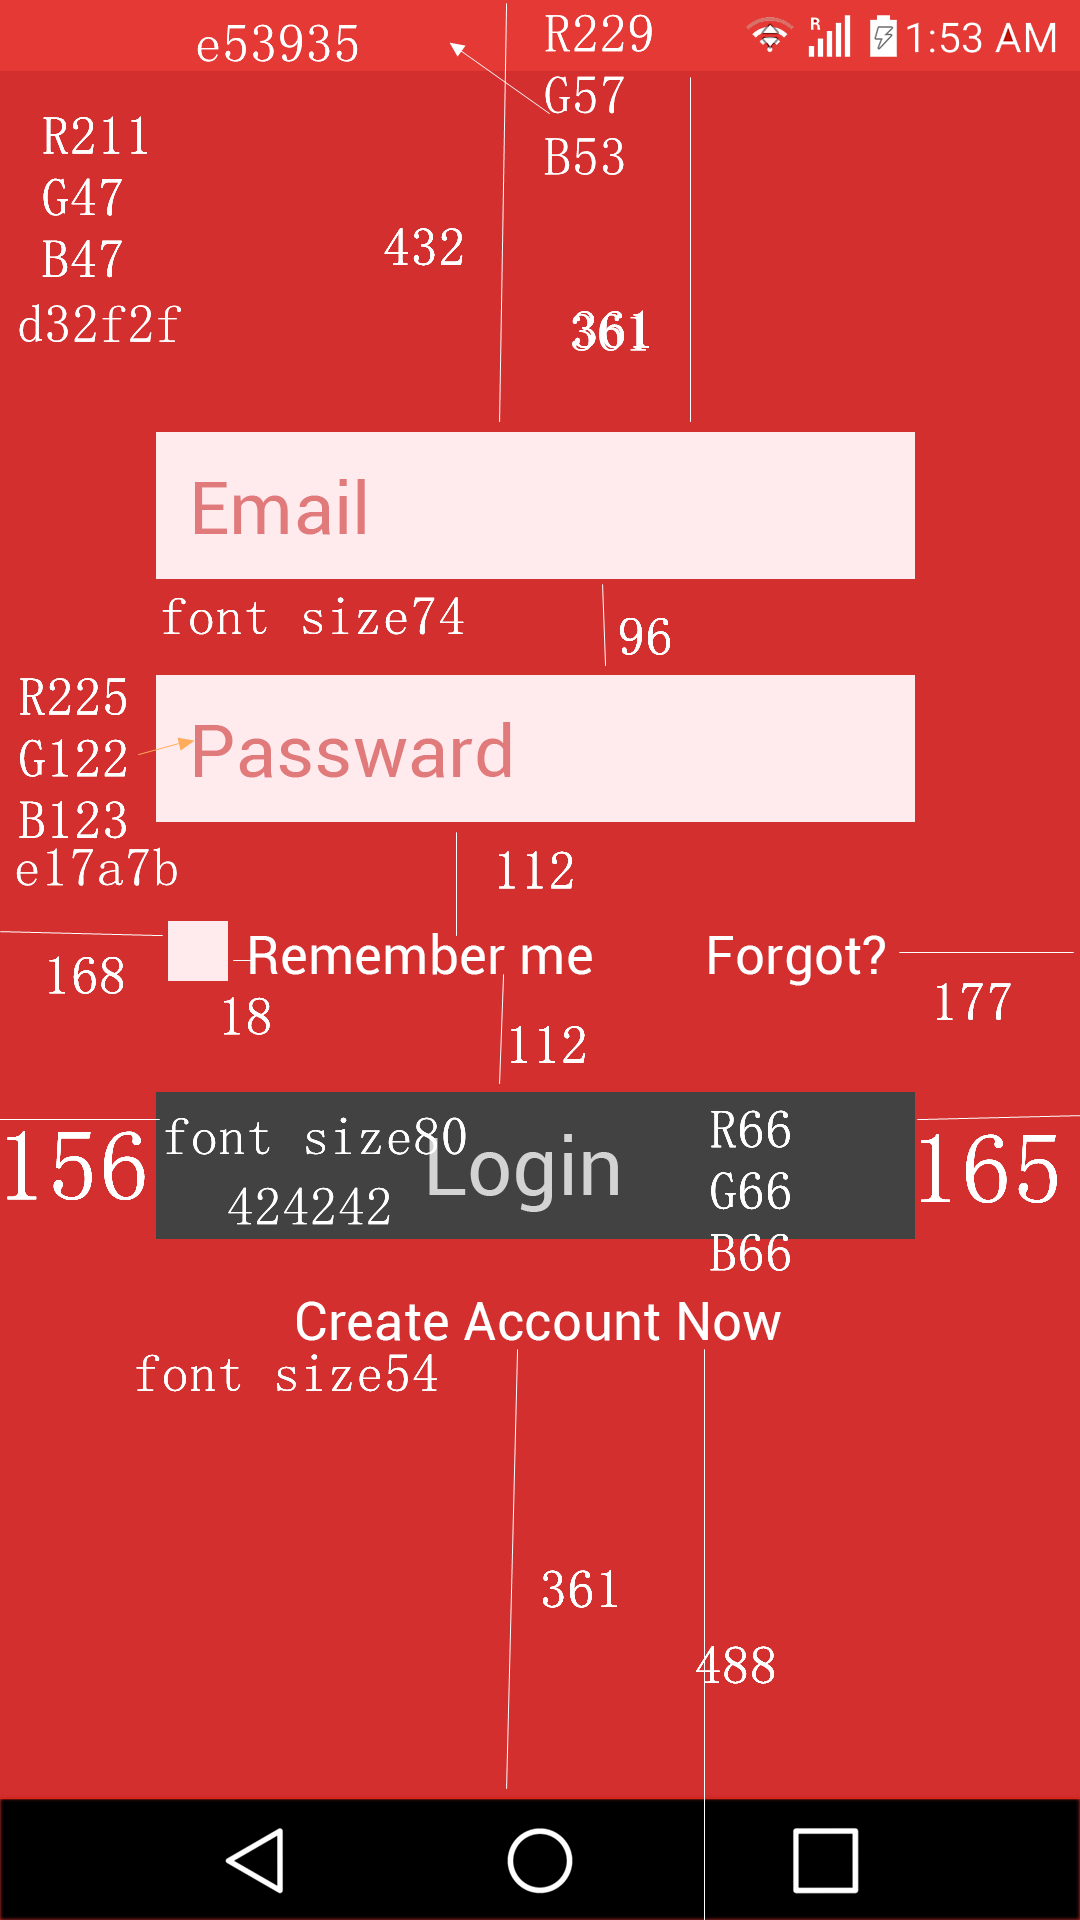 e53935
R229
G57
B53
R 1:53 AM
R211
G47
B47
d32f2f
432
361
Email
font size74
96
R225
G122
B123
e17a7b
Passward
112
Remember me
Forgot?
168
18
177
112
156
font size80
424242
Login
R66
G66
B66
165
Create Account Now
font size54
361
488